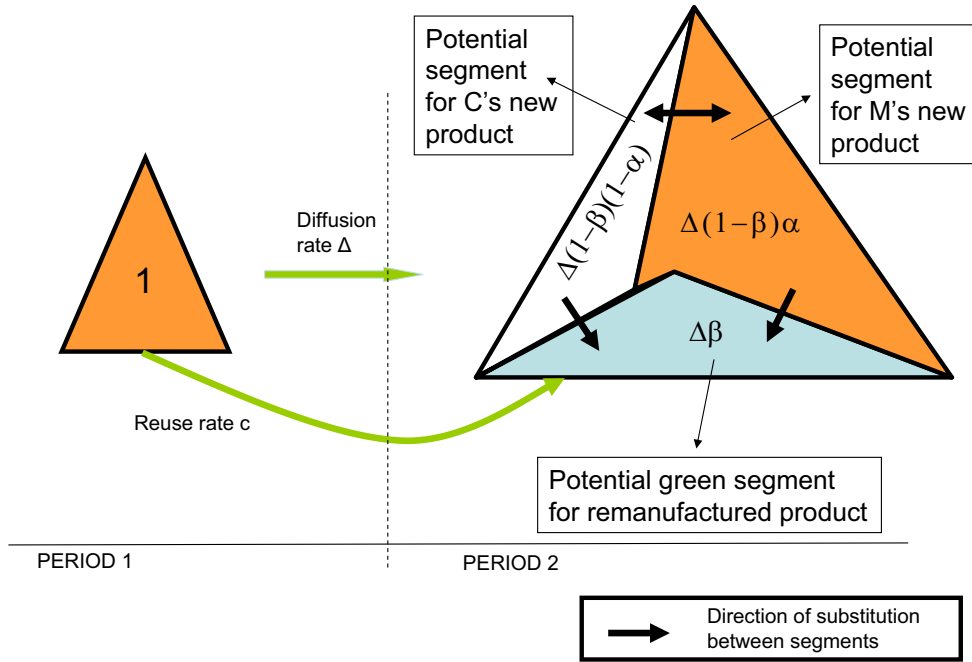 Potential
segment
for C's new
product
Potential
segment
for M's new
product
Δ(1−β)(1−α)
Δ(1−β)α
Diffusion
rate Δ
1
Δβ
Reuse rate c
Potential green segment
for remanufactured product
PERIOD 1
PERIOD 2
Direction of substitution
between segments